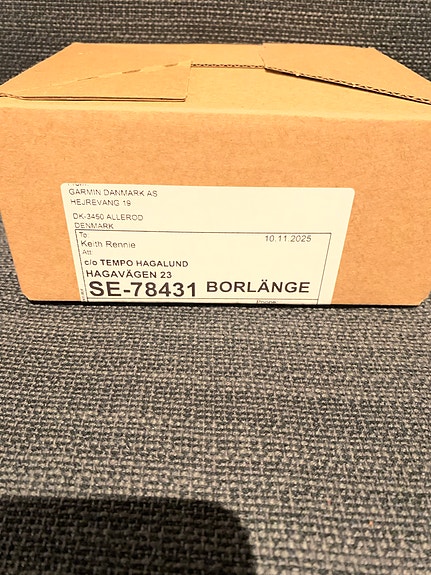 GARMIN DANMARK AS
HEJREVANG 19
DK-3450 ALLEROD
DENMARK
To: 10.11.2025
Keith Rennie
Att:
c/o TEMPO HAGALUND
HAGAVÄGEN 23
SE-78431 BORLÄNGE
Phone: